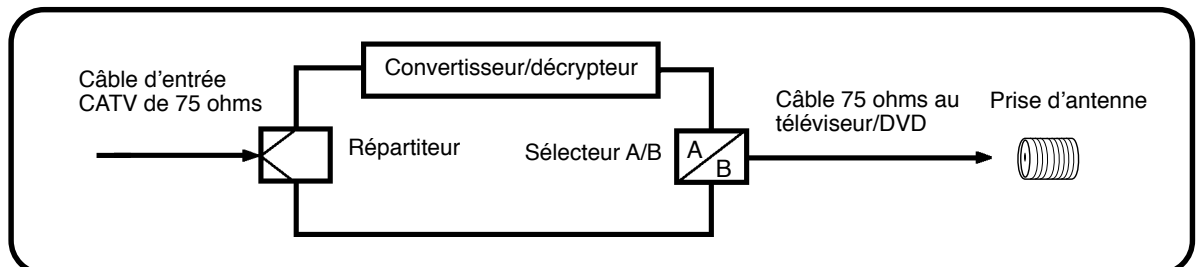 Câble d'entrée
CATV de 75 ohms
Convertisseur/décrypteur
Répartiteur
Sélecteur A/B
A
B
Câble 75 ohms au
téléviseur/DVD
Prise d'antenne